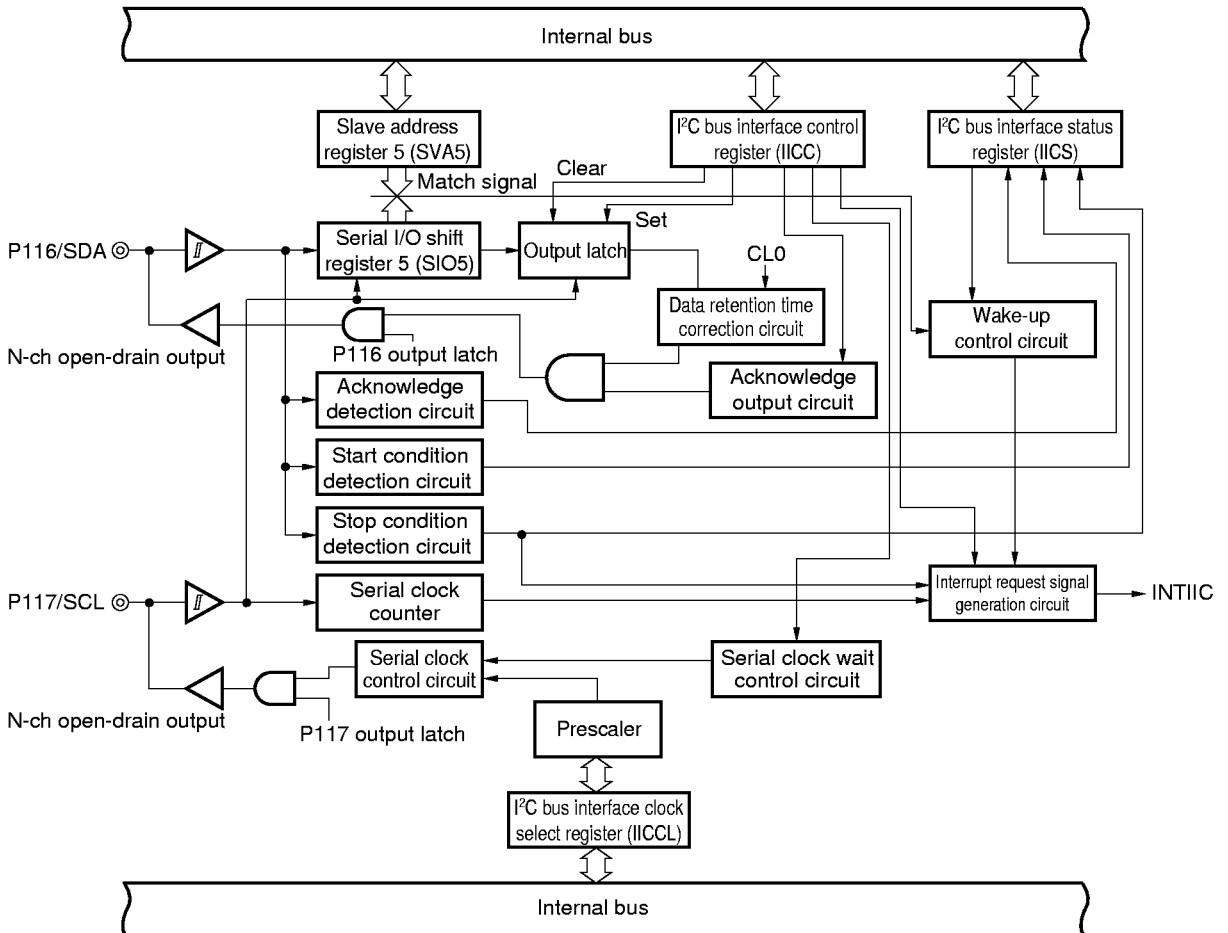 Internal bus
Slave address
register 5 (SVA5)
I²C bus interface control
register (IICC)
I²C bus interface status
register (IICS)
Match signal
Clear
Set
P116/SDA
Serial I/O shift
register 5 (SIO5)
Output latch
CL0
Data retention time
correction circuit
Wake-up
control circuit
N-ch open-drain output
P116 output latch
Acknowledge
detection circuit
Acknowledge
output circuit
Start condition
detection circuit
Stop condition
detection circuit
P117/SCL
Serial clock
counter
Interrupt request signal
generation circuit
INTIIC
Serial clock
control circuit
Serial clock wait
control circuit
N-ch open-drain output
P117 output latch
Prescaler
I²C bus interface clock
select register (IICCL)
Internal bus